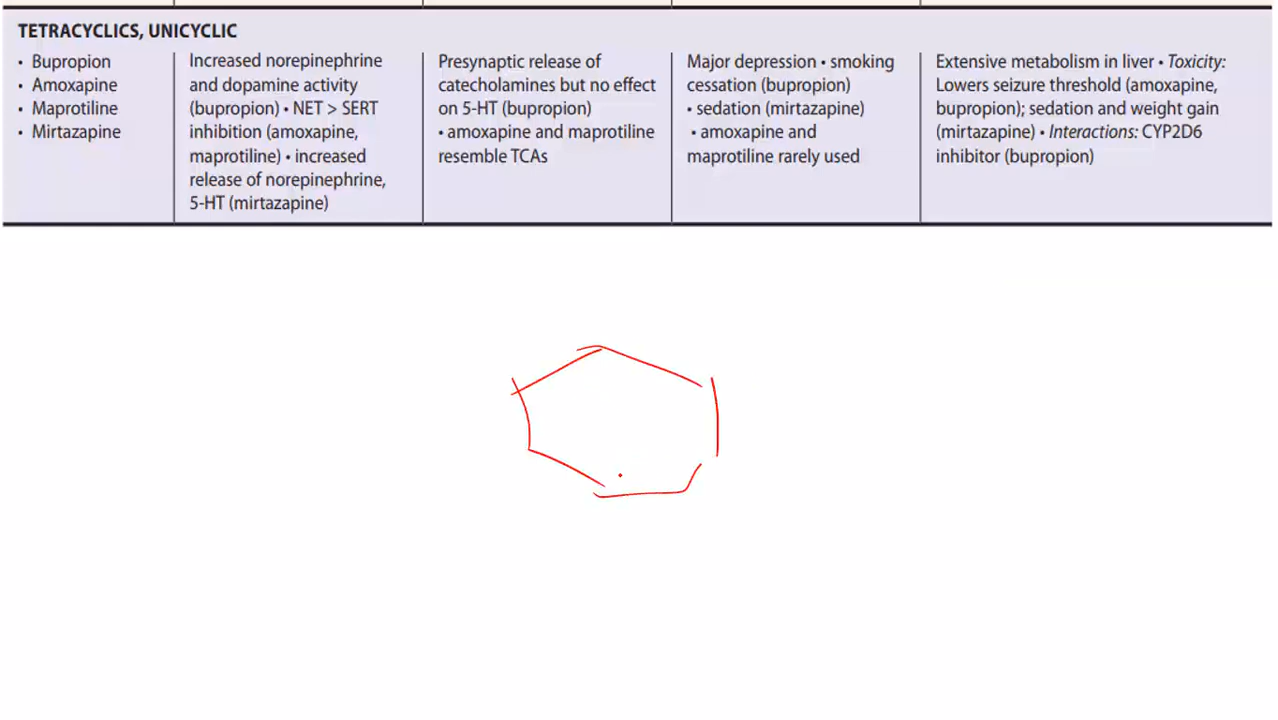 TETRACYCLICS, UNICYCLIC
• Bupropion
• Amoxapine
• Maprotiline
• Mirtazapine
Increased norepinephrine
and dopamine activity
(bupropion) • NET > SERT
inhibition (amoxapine,
maprotiline) • increased
release of norepinephrine,
5-HT (mirtazapine)
Presynaptic release of
catecholamines but no effect
on 5-HT (bupropion)
• amoxapine and maprotiline
resemble TCAs
Major depression • smoking
cessation (bupropion)
• sedation (mirtazapine)
• amoxapine and
maprotiline rarely used
Extensive metabolism in liver • Toxicity:
Lowers seizure threshold (amoxapine,
bupropion); sedation and weight gain
(mirtazapine) • Interactions: CYP2D6
inhibitor (bupropion)